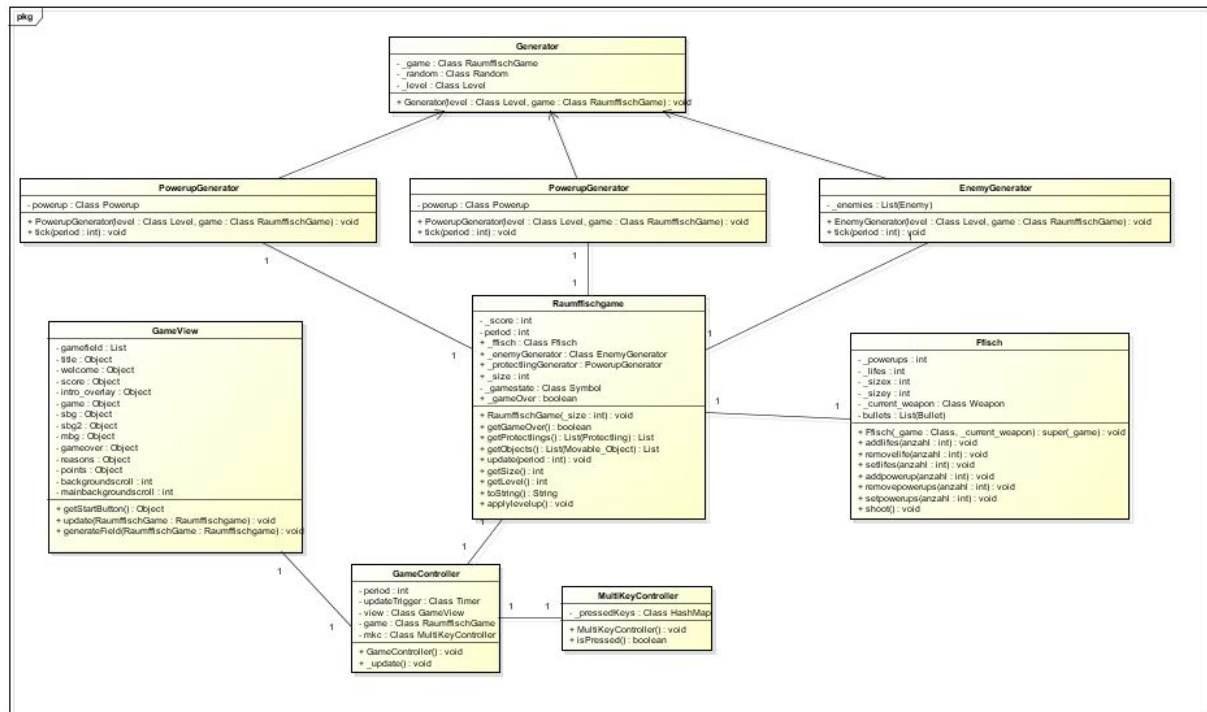 pkg
Generator
- _game : Class RaumffischGame
- _random : Class Random
- _level : Class Level
+ Generator(level : Class Level, game : Class RaumffischGame) : void
PowerupGenerator
- powerup : Class Powerup
+ PowerupGenerator(level : Class Level, game : Class RaumffischGame) : void
+ tick(period : int) : void
PowerupGenerator
- powerup : Class Powerup
+ PowerupGenerator(level : Class Level, game : Class RaumffischGame) : void
+ tick(period : int) : void
EnemyGenerator
- _enemies : List(Enemy)
+ EnemyGenerator(level : Class Level, game : Class RaumffischGame) : void
+ tick(period : int) : void
1
1
1
1
1
1
Raumffischgame
- _score : int
- period : int
+ _ffisch : Class Ffisch
+ _enemyGenerator : Class EnemyGenerator
- _protectlingGenerator : PowerupGenerator
+ _size : int
- _gamestate : Class Symbol
+ _gameOver : boolean
+ RaumffischGame(_size : int) : void
+ getGameOver() : boolean
+ getProtectlings() : List(Protectling) : List
+ getObjects() : List(Movable_Object) : List
+ update(period : int) : void
+ getSize() : int
+ getLevel() : int
+ toString() : String
+ applylevelup() : void
GameView
- gamefield : List
- title : Object
- welcome : Object
- score : Object
- intro_overlay : Object
- game : Object
- sbg : Object
- sbg2 : Object
- mbg : Object
- gameover : Object
- reasons : Object
- points : Object
- backgroundscroll : int
- mainbackgroundscroll : int
+ getStartButton() : Object
+ update(RaumffischGame : Raumffischgame) : void
+ generateField(RaumffischGame : Raumffischgame) : void
Ffisch
- _powerups : int
- _lifes : int
- _sizex : int
- _sizey : int
- _current_weapon : Class Weapon
- bullets : List(Bullet)
+ Ffisch(_game : Class, _current_weapon) : super(_game) : void
+ addlifes(anzahl : int) : void
+ removelife(anzahl : int) : void
+ setlifes(anzahl : int) : void
+ addpowerup(anzahl : int) : void
+ removepowerups(anzahl : int) : void
+ setpowerups(anzahl : int) : void
+ shoot() : void
1
1
1
1
1
1
GameController
- period : int
- updateTrigger : Class Timer
- view : Class GameView
- game : Class RaumffischGame
- mkc : Class MultiKeyController
+ GameController() : void
+ _update() : void
1
1
MultiKeyController
- _pressedKeys : Class HashMap
+ MultiKeyController() : void
+ isPressed() : boolean